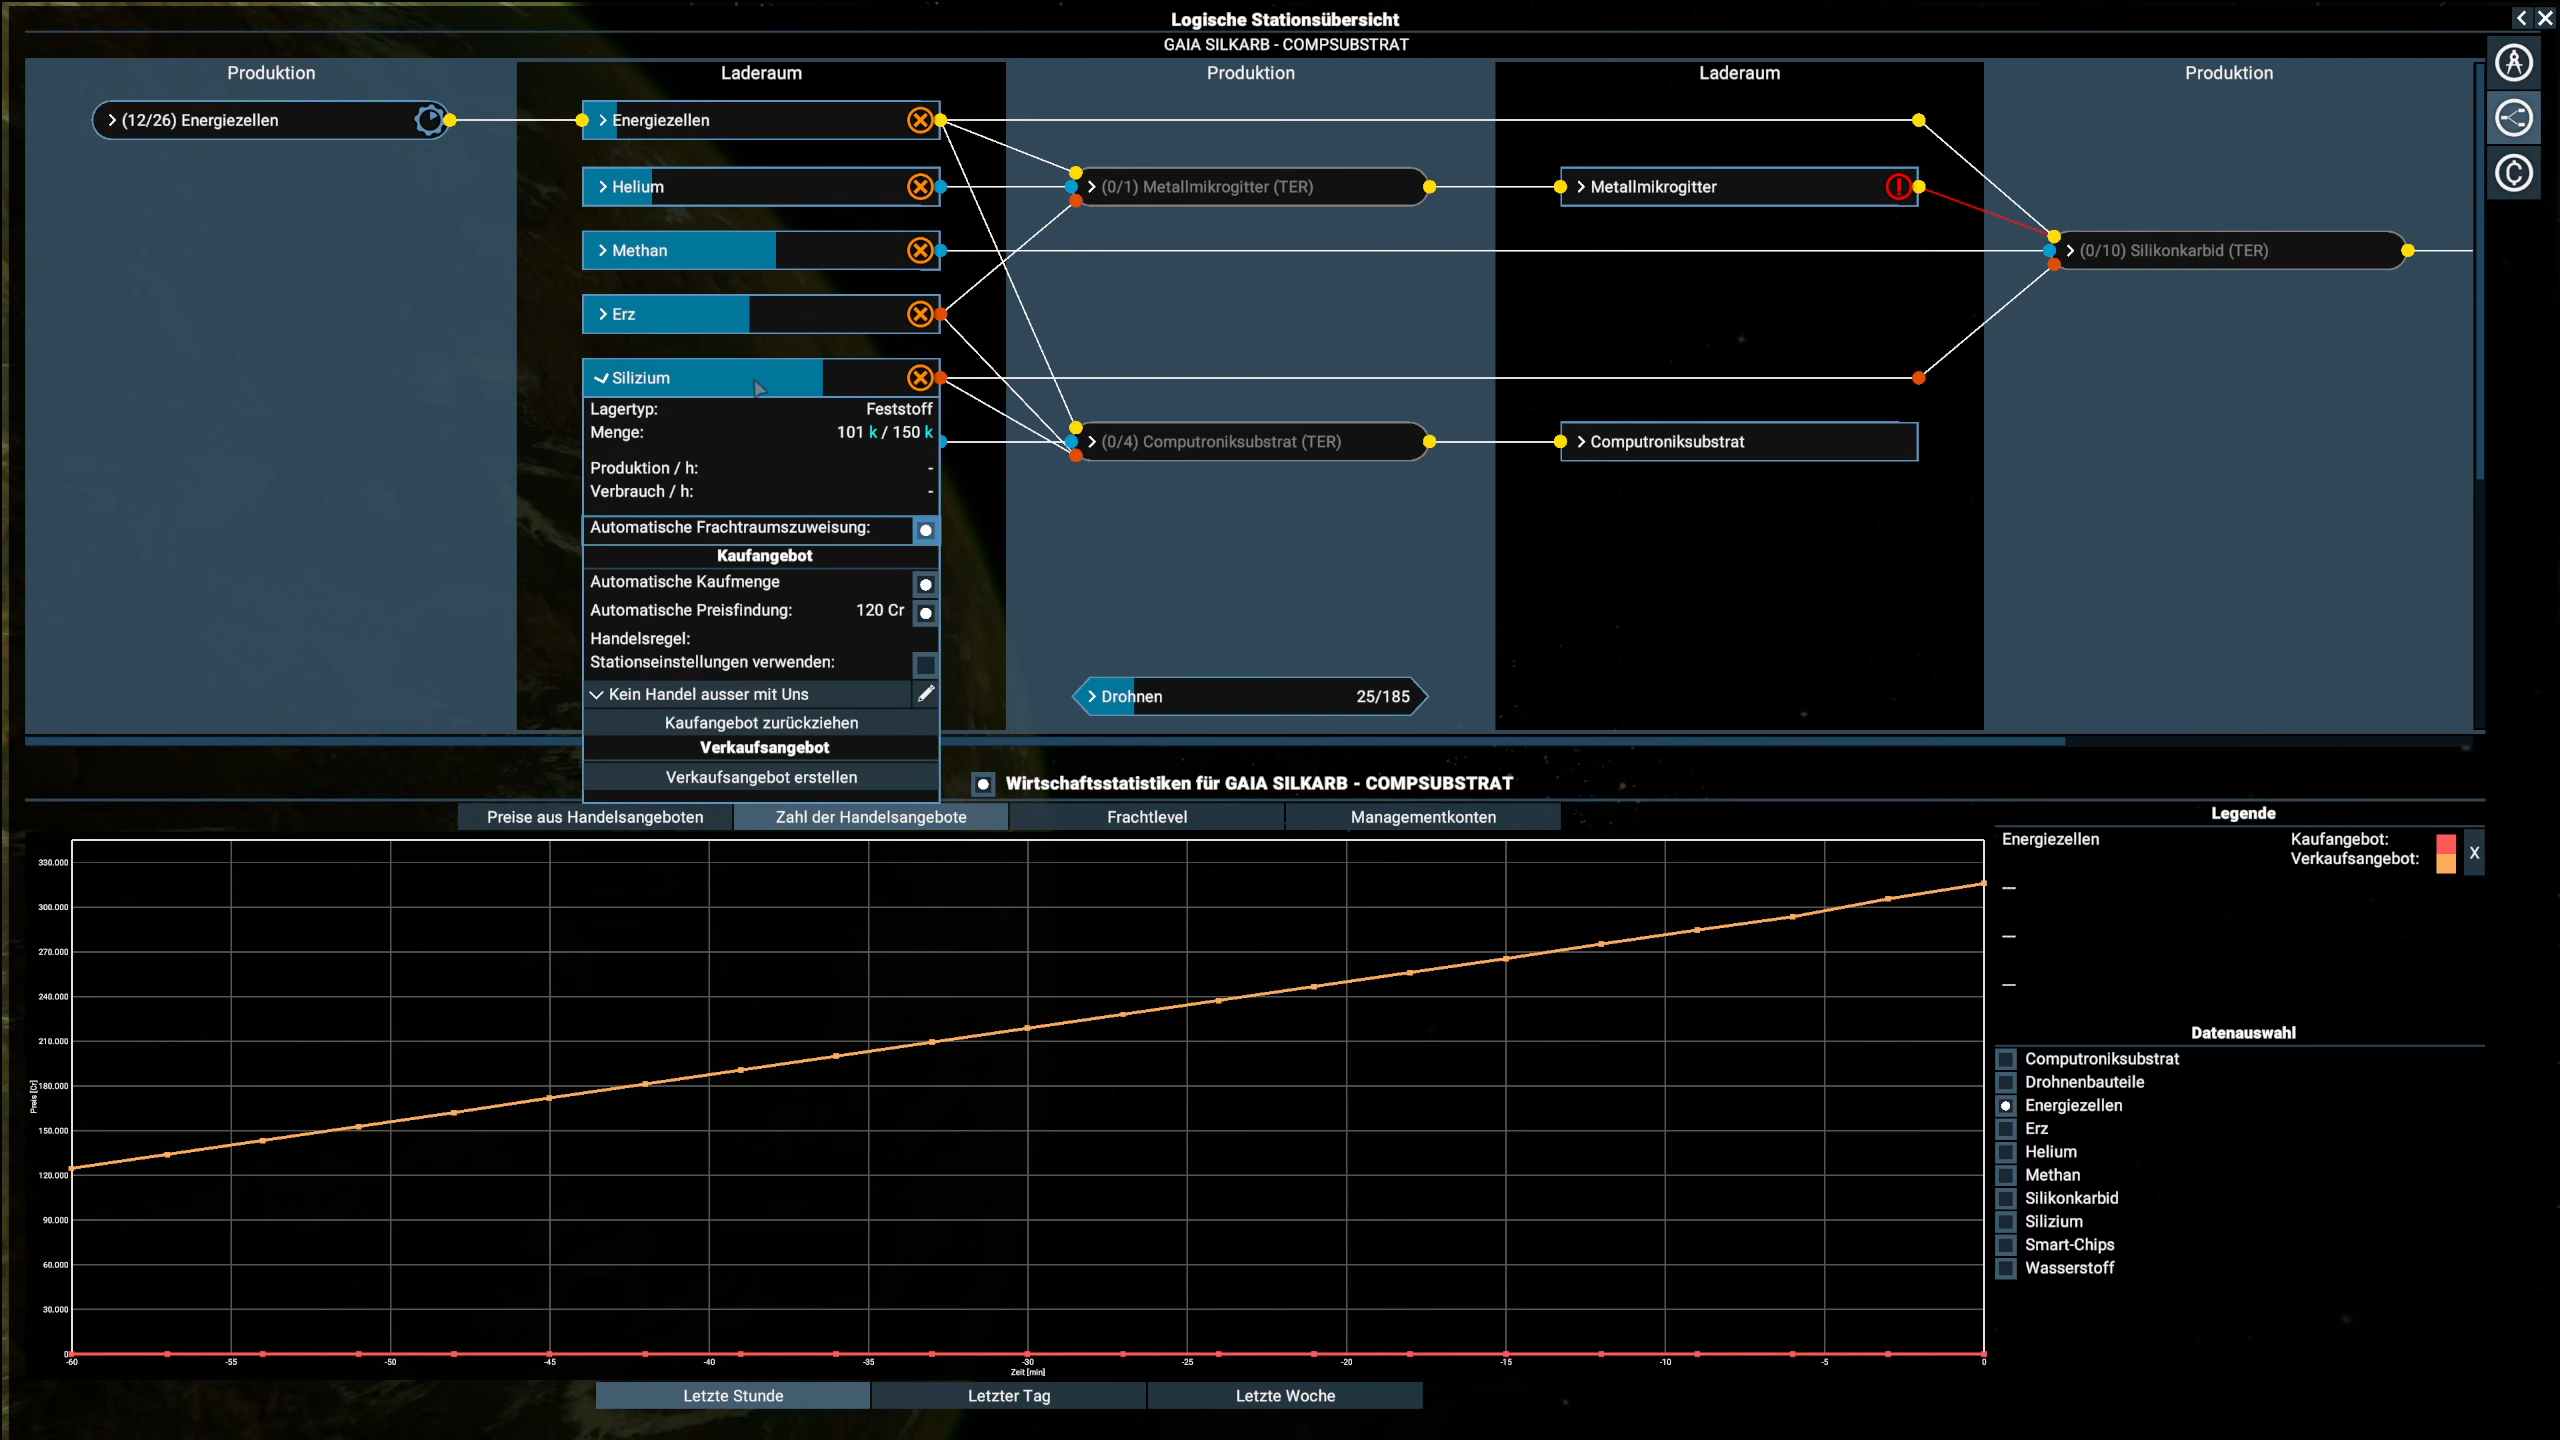 Logische Stationsübersicht
GAIA SILKARB - COMPSUBSTRAT
Produktion
Laderaum
Produktion
Laderaum
Produktion
(12/26) Energiezellen
Energiezellen
Helium
(0/1) Metallmikrogitter (TER)
Metallmikrogitter
Methan
(0/10) Silikonkarbid (TER)
Erz
Silizium
Lagertyp: Feststoff
Menge: 101 k / 150 k
(0/4) Computroniksubstrat (TER)
Computroniksubstrat
Produktion / h: -
Verbrauch / h: -
Automatische Frachtraumszuweisung:
Kaufangebot
Automatische Kaufmenge
Automatische Preisfindung: 120 Cr
Handelsregel:
Stationseinstellungen verwenden:
Kein Handel ausser mit Uns
Kaufangebot zurückziehen
Verkaufsangebot
Verkaufsangebot erstellen
Drohnen 25/185
Wirtschaftsstatistiken für GAIA SILKARB - COMPSUBSTRAT
Preise aus Handelsangeboten
Zahl der Handelsangebote
Frachtlevel
Managementkonten
Legende
Energiezellen
Kaufangebot:
Verkaufsangebot:
X
---
---
---
Datenauswahl
Computroniksubstrat
Drohnenbauteile
Energiezellen
Erz
Helium
Methan
Silikonkarbid
Silizium
Smart-Chips
Wasserstoff
330.000
300.000
270.000
240.000
210.000
180.000
150.000
120.000
90.000
60.000
30.000
0
Preis [Cr]
-60
-55
-50
-45
-40
-35
-30
-25
-20
-15
-10
-5
0
Zeit [min]
Letzte Stunde
Letzter Tag
Letzte Woche